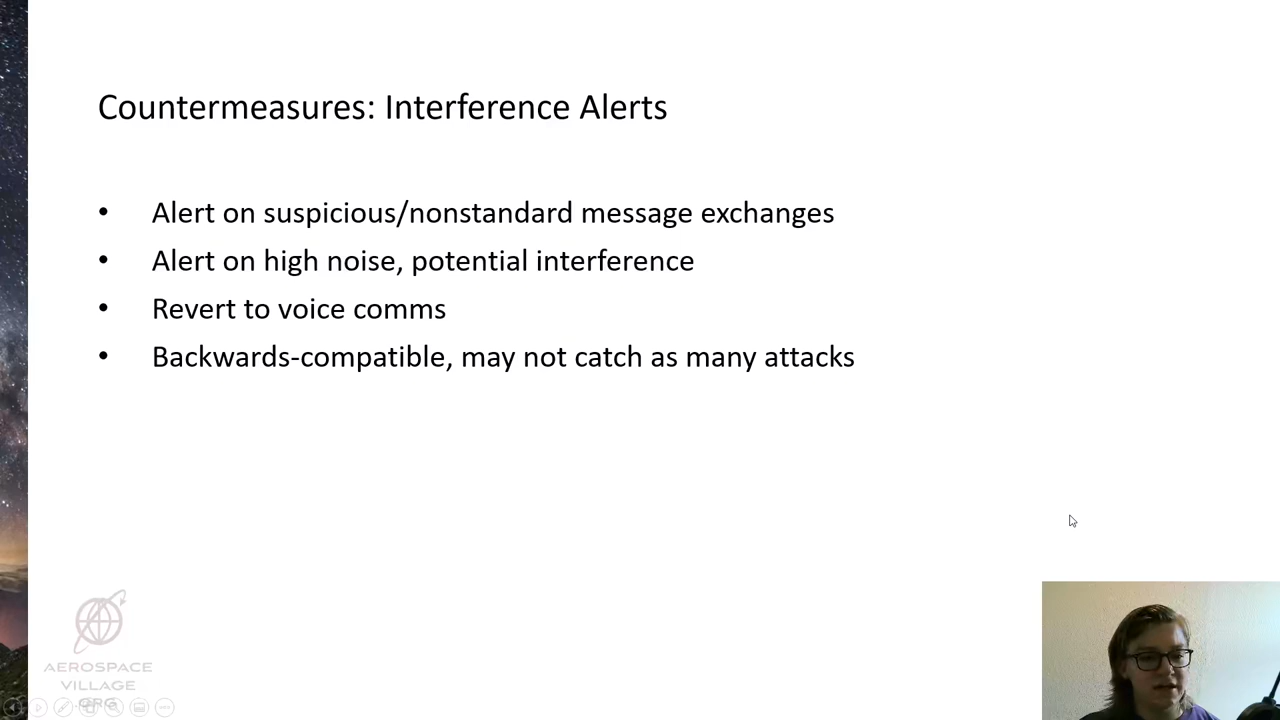 Countermeasures: Interference Alerts
• Alert on suspicious/nonstandard message exchanges
• Alert on high noise, potential interference
• Revert to voice comms
• Backwards-compatible, may not catch as many attacks
AEROSPACE
VILLAGE
.ORG